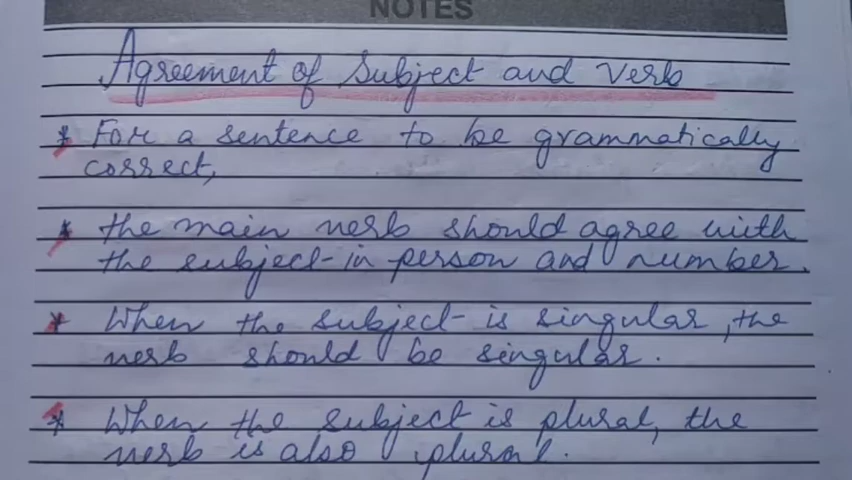 NOTES
Agreement of Subject and Verb
* For a sentence to be grammatically
correct,
* the main verb should agree with
the subject in person and number.
* When the subject is singular, the
verb should be singular.
* When the subject is plural, the
verb is also plural.